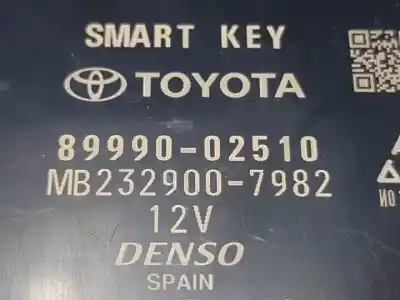 SMART KEY
TOYOTA
89990-02510
MB232900-7982
12V
DENSO
SPAIN